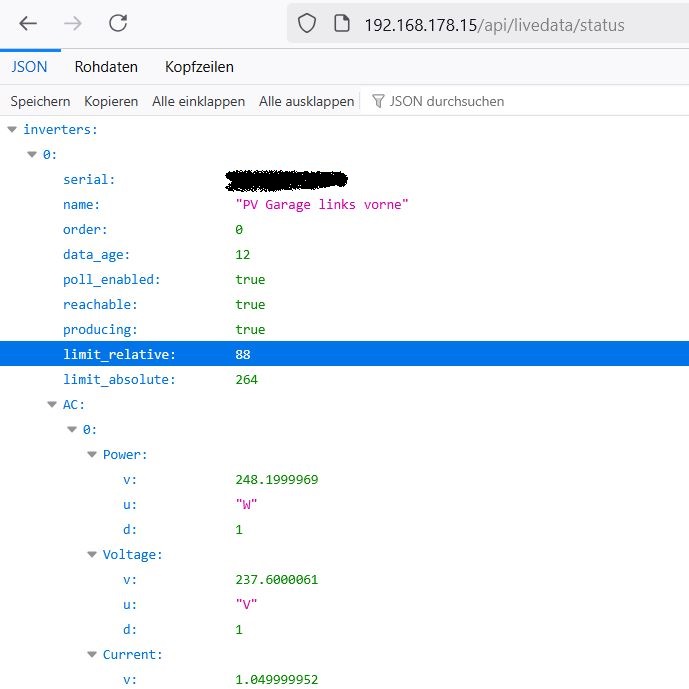 192.168.178.15/api/livedata/status
JSON Rohdaten Kopfzeilen
Speichern Kopieren Alle einklappen Alle ausklappen JSON durchsuchen
inverters:
0:
serial:
name: "PV Garage links vorne"
order: 0
data_age: 12
poll_enabled: true
reachable: true
producing: true
limit_relative: 88
limit_absolute: 264
AC:
0:
Power:
v: 248.1999969
u: "W"
d: 1
Voltage:
v: 237.6000061
u: "V"
d: 1
Current:
v: 1.049999952